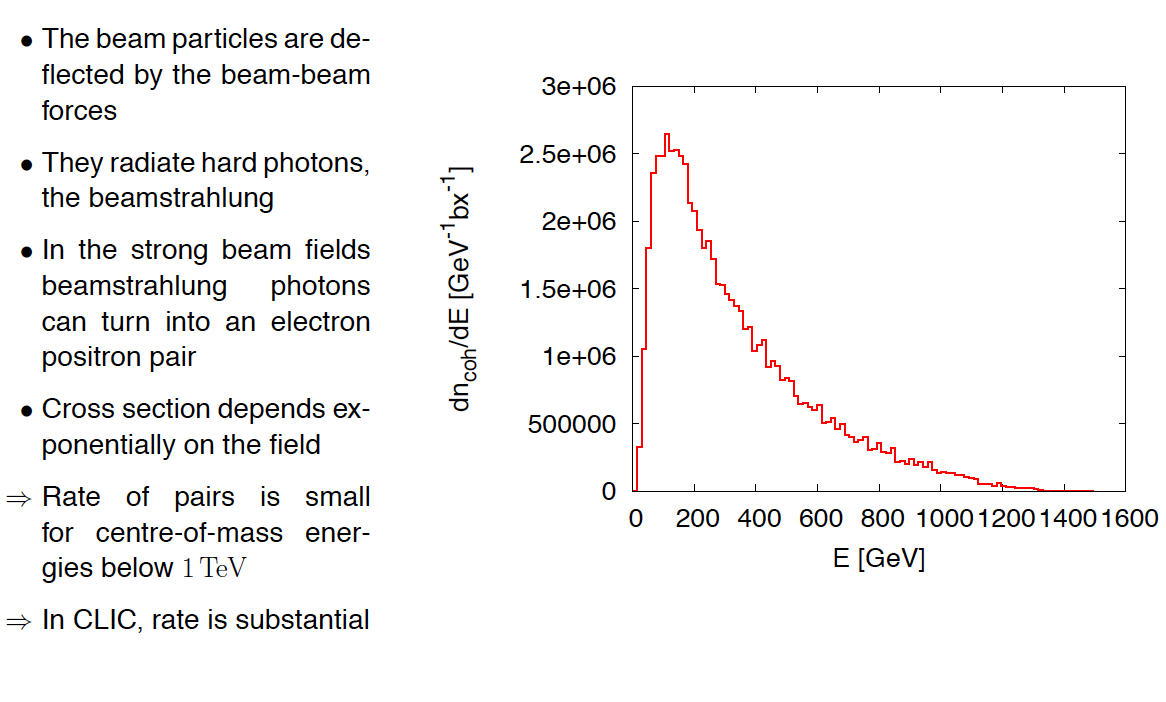 • The beam particles are de-
flected by the beam-beam
forces
• They radiate hard photons,
the beamstrahlung
• In the strong beam fields
beamstrahlung photons
can turn into an electron
positron pair
• Cross section depends ex-
ponentially on the field
⇒ Rate of pairs is small
for centre-of-mass ener-
gies below 1 TeV
⇒ In CLIC, rate is substantial
dn_coh/dE [GeV^-1bx^-1]
3e+06
2.5e+06
2e+06
1.5e+06
1e+06
500000
0
0 200 400 600 800 1000 1200 1400 1600
E [GeV]